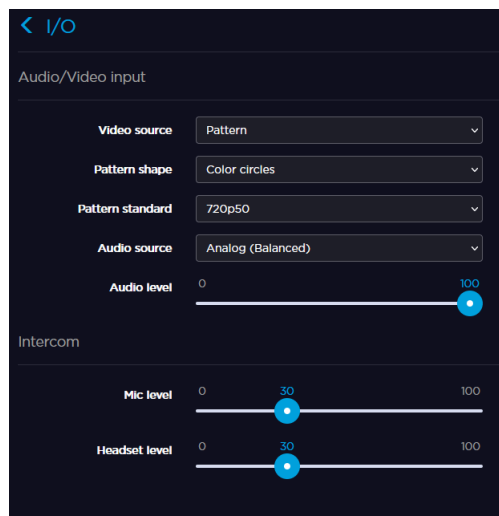 I/O
Audio/Video input
Video source Pattern
Pattern shape Color circles
Pattern standard 720p50
Audio source Analog (Balanced)
Audio level 0 100
Intercom
Mic level 0 30 100
Headset level 0 30 100